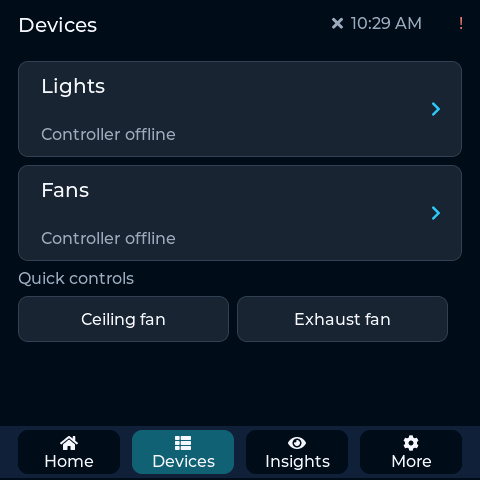 Devices
10:29 AM
!
Lights
Controller offline
Fans
Controller offline
Quick controls
Ceiling fan
Exhaust fan
Home
Devices
Insights
More